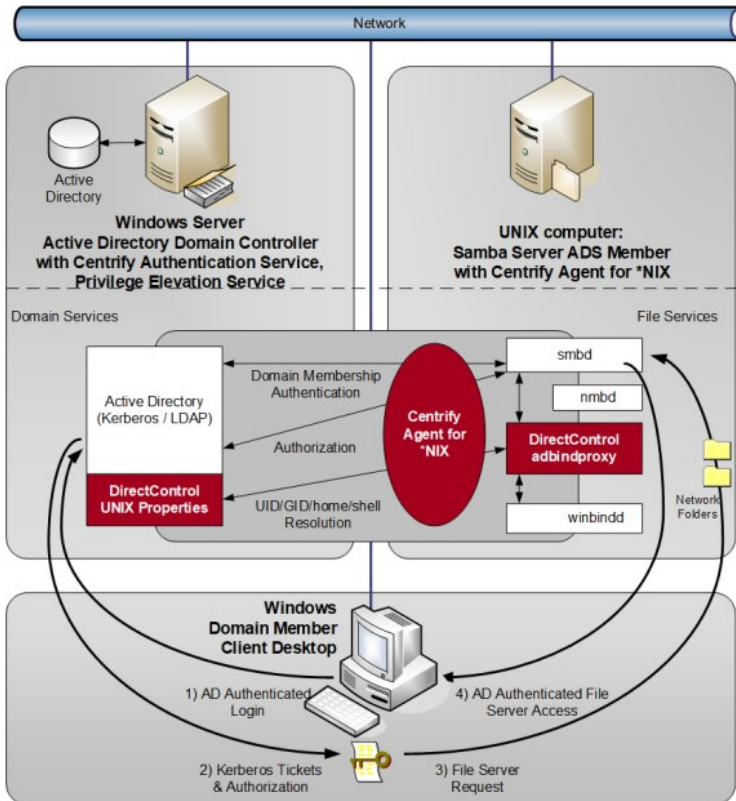 Network
Active
Directory
Windows Server
Active Directory Domain Controller
with Centrify Authentication Service,
Privilege Elevation Service
UNIX computer:
Samba Server ADS Member
with Centrify Agent for *NIX
Domain Services
File Services
Active Directory
(Kerberos / LDAP)
DirectControl
UNIX Properties
Domain Membership
Authentication
Authorization
UID/GID/home/shell
Resolution
Centrify
Agent for
*NIX
smbd
nmbd
DirectControl
adbindproxy
winbindd
Network
Folders
Windows
Domain Member
Client Desktop
1) AD Authenticated
Login
4) AD Authenticated File
Server Access
2) Kerberos Tickets
& Authorization
3) File Server
Request